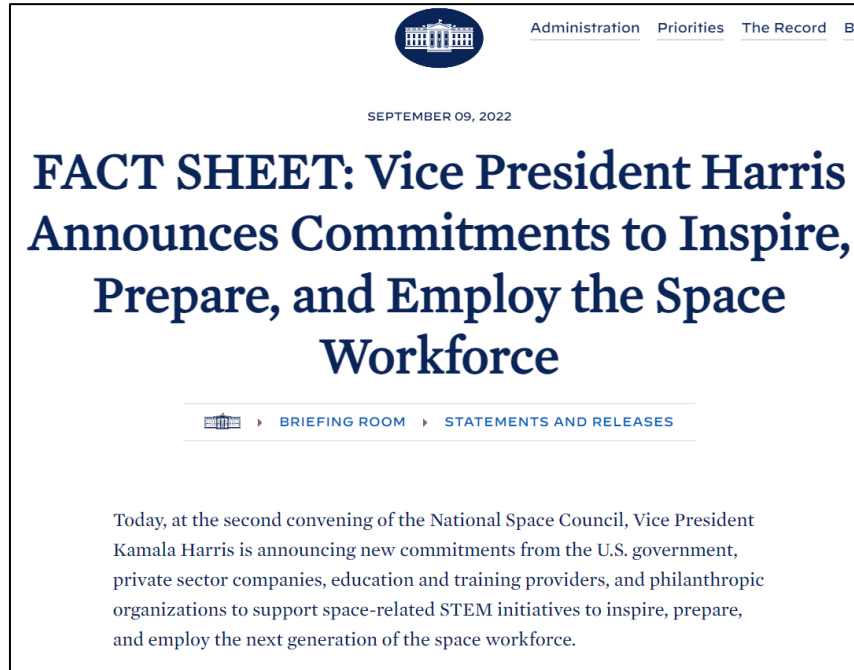 Administration Priorities The Record B
SEPTEMBER 09, 2022
FACT SHEET: Vice President Harris
Announces Commitments to Inspire,
Prepare, and Employ the Space
Workforce
BRIEFING ROOM STATEMENTS AND RELEASES
Today, at the second convening of the National Space Council, Vice President
Kamala Harris is announcing new commitments from the U.S. government,
private sector companies, education and training providers, and philanthropic
organizations to support space-related STEM initiatives to inspire, prepare,
and employ the next generation of the space workforce.